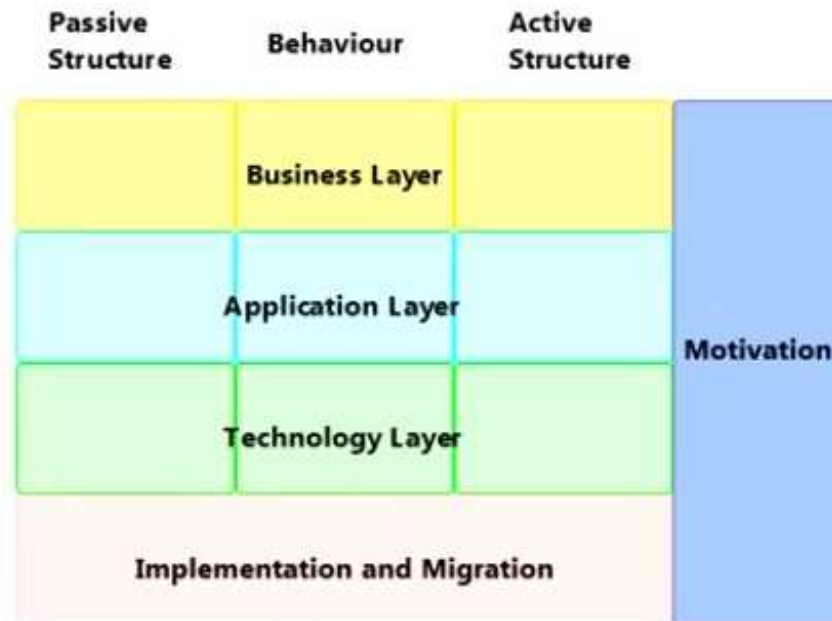 Passive
Structure
Behaviour
Active
Structure
Business Layer
Application Layer
Motivation
Technology Layer
Implementation and Migration